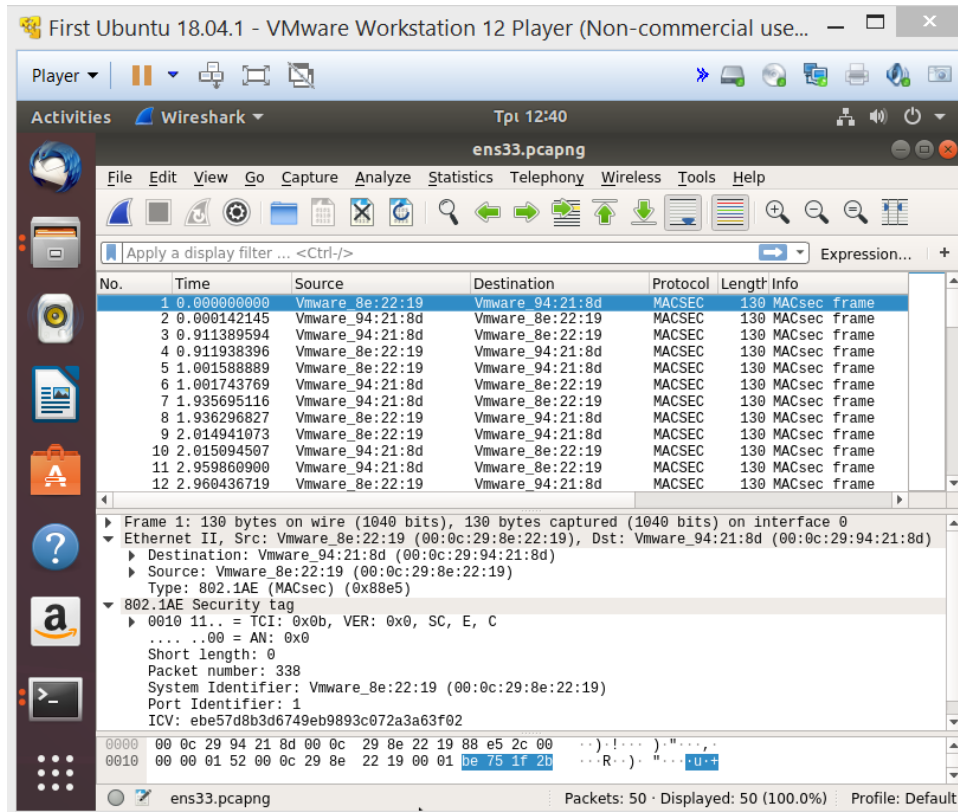 First Ubuntu 18.04.1 - VMware Workstation 12 Player (Non-commercial use...
Player
Activities Wireshark Τρι 12:40
ens33.pcapng
File Edit View Go Capture Analyze Statistics Telephony Wireless Tools Help
Apply a display filter ... <Ctrl-/> Expression... +
No. Time Source Destination Protocol Length Info
1 0.000000000 Vmware_8e:22:19 Vmware_94:21:8d MACSEC 130 MACsec frame
2 0.000142145 Vmware_94:21:8d Vmware_8e:22:19 MACSEC 130 MACsec frame
3 0.911389594 Vmware_94:21:8d Vmware_8e:22:19 MACSEC 130 MACsec frame
4 0.911938396 Vmware_8e:22:19 Vmware_94:21:8d MACSEC 130 MACsec frame
5 1.001588889 Vmware_8e:22:19 Vmware_94:21:8d MACSEC 130 MACsec frame
6 1.001743769 Vmware_94:21:8d Vmware_8e:22:19 MACSEC 130 MACsec frame
7 1.935695116 Vmware_94:21:8d Vmware_8e:22:19 MACSEC 130 MACsec frame
8 1.936296827 Vmware_8e:22:19 Vmware_94:21:8d MACSEC 130 MACsec frame
9 2.014941073 Vmware_8e:22:19 Vmware_94:21:8d MACSEC 130 MACsec frame
10 2.015094507 Vmware_94:21:8d Vmware_8e:22:19 MACSEC 130 MACsec frame
11 2.959860900 Vmware_94:21:8d Vmware_8e:22:19 MACSEC 130 MACsec frame
12 2.960436719 Vmware_8e:22:19 Vmware_94:21:8d MACSEC 130 MACsec frame
Frame 1: 130 bytes on wire (1040 bits), 130 bytes captured (1040 bits) on interface 0
Ethernet II, Src: Vmware_8e:22:19 (00:0c:29:8e:22:19), Dst: Vmware_94:21:8d (00:0c:29:94:21:8d)
Destination: Vmware_94:21:8d (00:0c:29:94:21:8d)
Source: Vmware_8e:22:19 (00:0c:29:8e:22:19)
Type: 802.1AE (MACsec) (0x88e5)
802.1AE Security tag
0010 11.. = TCI: 0x0b, VER: 0x0, SC, E, C
.... ..00 = AN: 0x0
Short length: 0
Packet number: 338
System Identifier: Vmware_8e:22:19 (00:0c:29:8e:22:19)
Port Identifier: 1
ICV: ebe57d8b3d6749eb9893c072a3a63f02
0000 00 0c 29 94 21 8d 00 0c 29 8e 22 19 88 e5 2c 00 ··)·!··· )·"···,·
0010 00 00 01 52 00 0c 29 8e 22 19 00 01 be 75 1f 2b ···R··)· "····u·+
ens33.pcapng Packets: 50 · Displayed: 50 (100.0%) Profile: Default